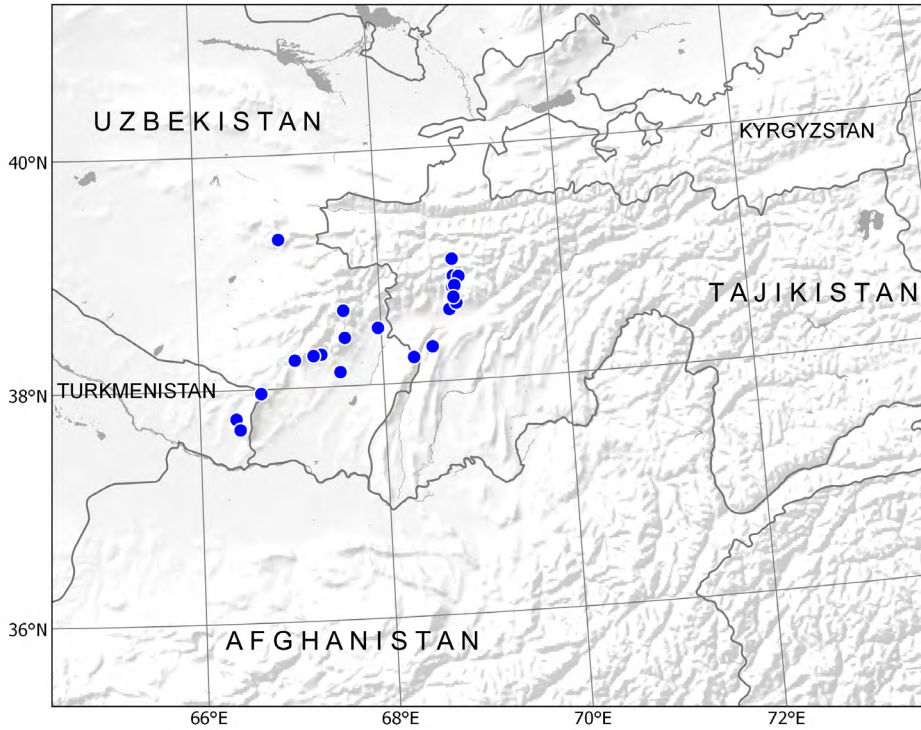 UZBEKISTAN
KYRGYZSTAN
40°N
TAJIKISTAN
38°N
TURKMENISTAN
36°N
AFGHANISTAN
66°E
68°E
70°E
72°E